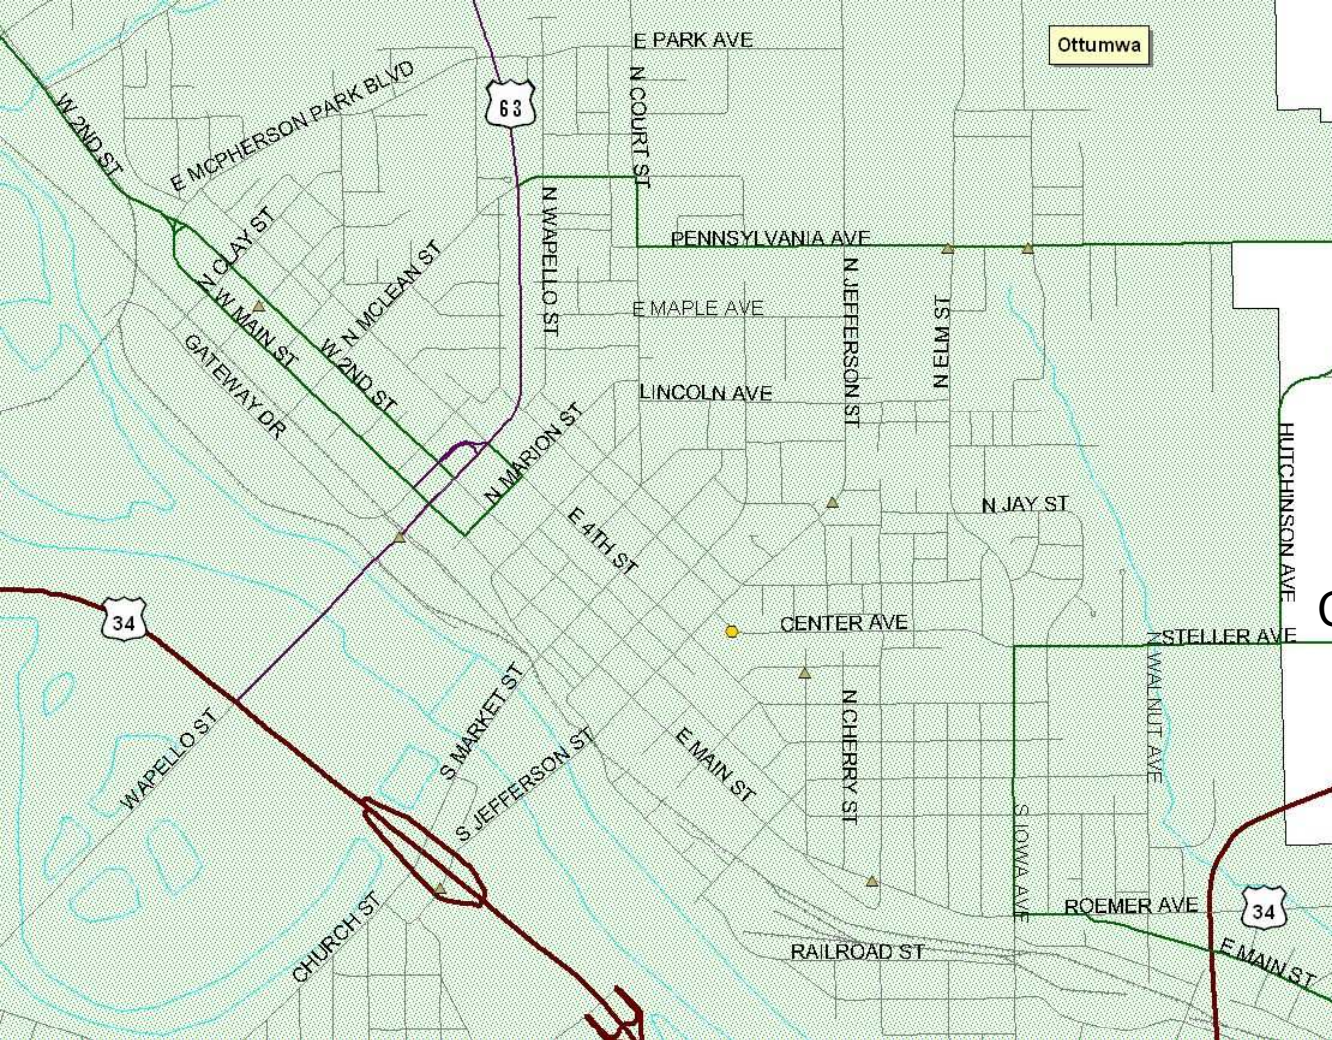 E PARK AVE
Ottumwa
E MCPHERSON PARK BLVD
63
N COURT ST
W 2ND ST
N CLAY ST
N MCLEAN ST
N WAPELLO ST
PENNSYLVANIA AVE
N JEFFERSON ST
N ELM ST
E MAPLE AVE
W MAIN ST
W 2ND ST
GATEWAY DR
LINCOLN AVE
N MARION ST
HUTCHINSON AVE
N JAY ST
E 4TH ST
34
CENTER AVE
STELLER AVE
N WALNUT AVE
S MARKET ST
WAPELLO ST
S JEFFERSON ST
E MAIN ST
N CHERRY ST
S IOWA AVE
CHURCH ST
ROEMER AVE
34
RAILROAD ST
E MAIN ST